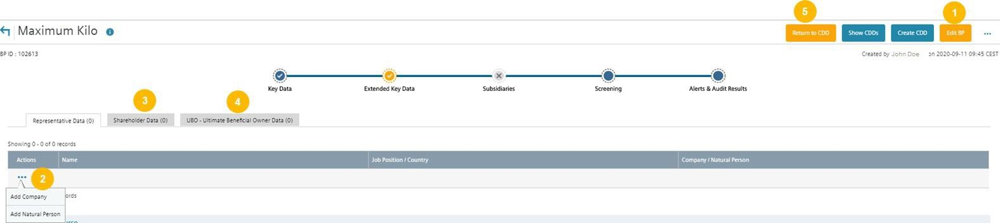 5
1
Maximum Kilo
Return to CDD
Show CDDs
Create CDD
Edit BP
BP ID : 102613
Created by John Doe on 2020-09-11 09:45 CEST
Key Data
Extended Key Data
Subsidiaries
Screening
Alerts & Audit Results
3
4
Representative Data (0)
Shareholder Data (0)
UBO - Ultimate Beneficial Owner Data (0)
Showing 0 - 0 of 0 records
Actions
Name
Job Position / Country
Company / Natural Person
2
Add Company
ords
Add Natural Person